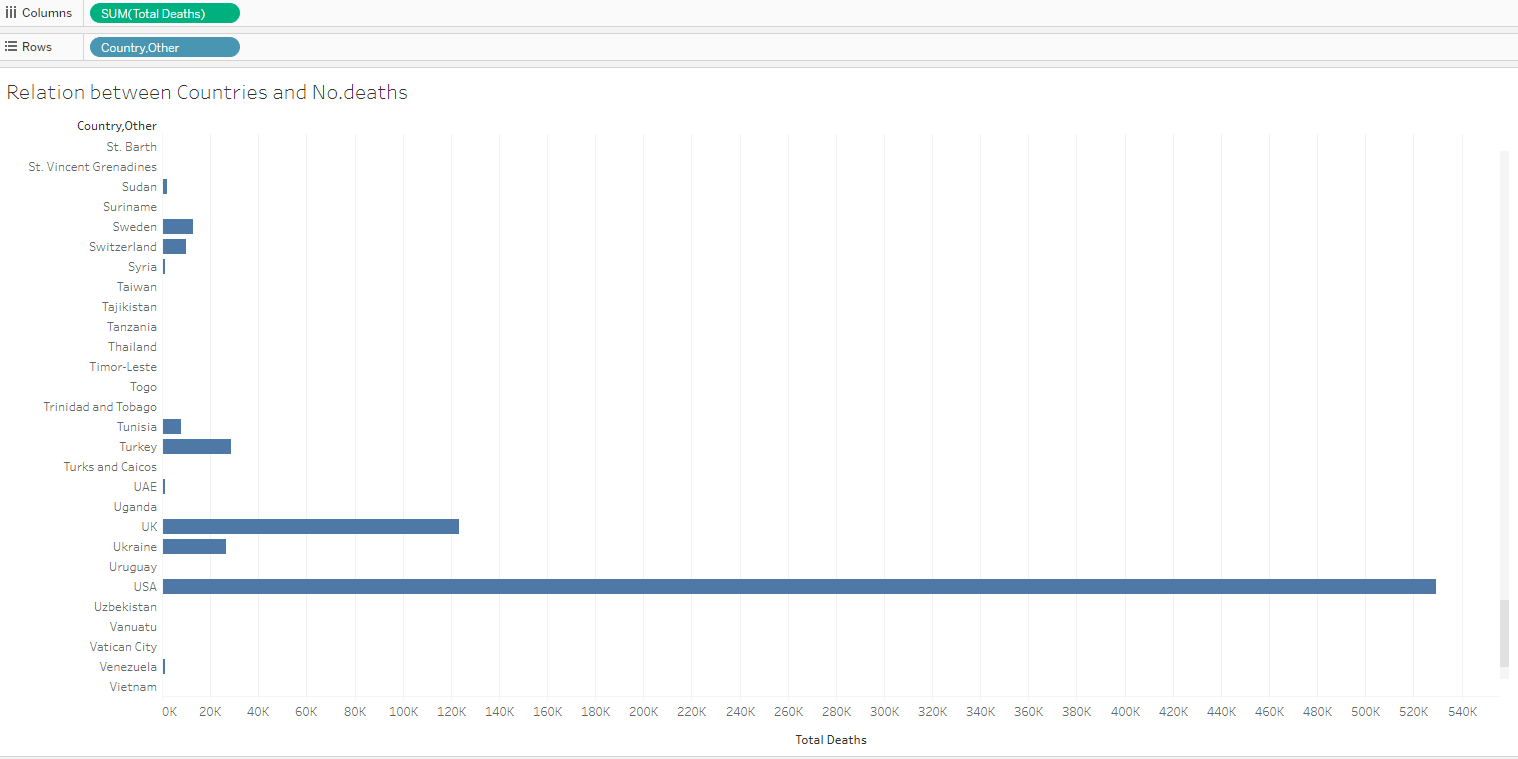 Columns SUM(Total Deaths)
Rows Country,Other
Relation between Countries and No.deaths
Country,Other
St. Barth
St. Vincent Grenadines
Sudan
Suriname
Sweden
Switzerland
Syria
Taiwan
Tajikistan
Tanzania
Thailand
Timor-Leste
Togo
Trinidad and Tobago
Tunisia
Turkey
Turks and Caicos
UAE
Uganda
UK
Ukraine
Uruguay
USA
Uzbekistan
Vanuatu
Vatican City
Venezuela
Vietnam
0K 20K 40K 60K 80K 100K 120K 140K 160K 180K 200K 220K 240K 260K 280K 300K 320K 340K 360K 380K 400K 420K 440K 460K 480K 500K 520K 540K
Total Deaths